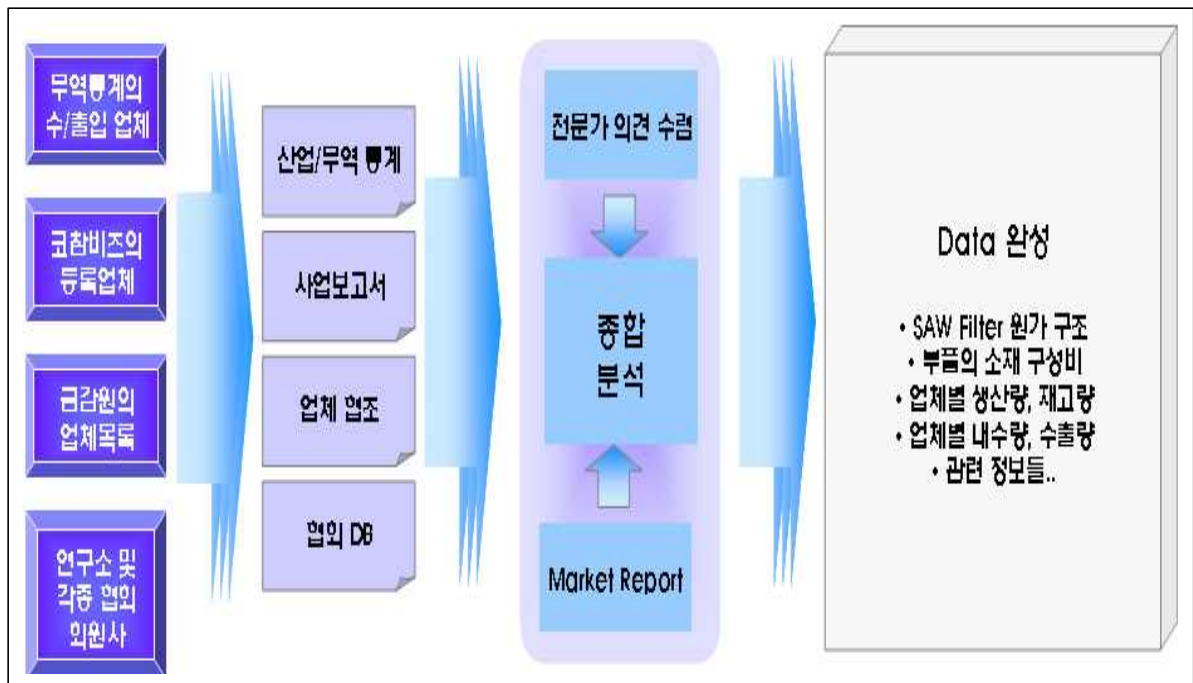 무역통계의
수/출입 업체
코참비즈의
등록업체
금감원의
업체목록
연구소 및
각종 협회
회원사
산업/무역 통계
사업보고서
업체 협조
협회 DB
전문가 의견 수렴
종합
분석
Market Report
Data 완성
• SAW Filter 원가 구조
• 부품의 소재 구성비
• 업체별 생산량, 재고량
• 업체별 내수량, 수출량
• 관련 정보들..